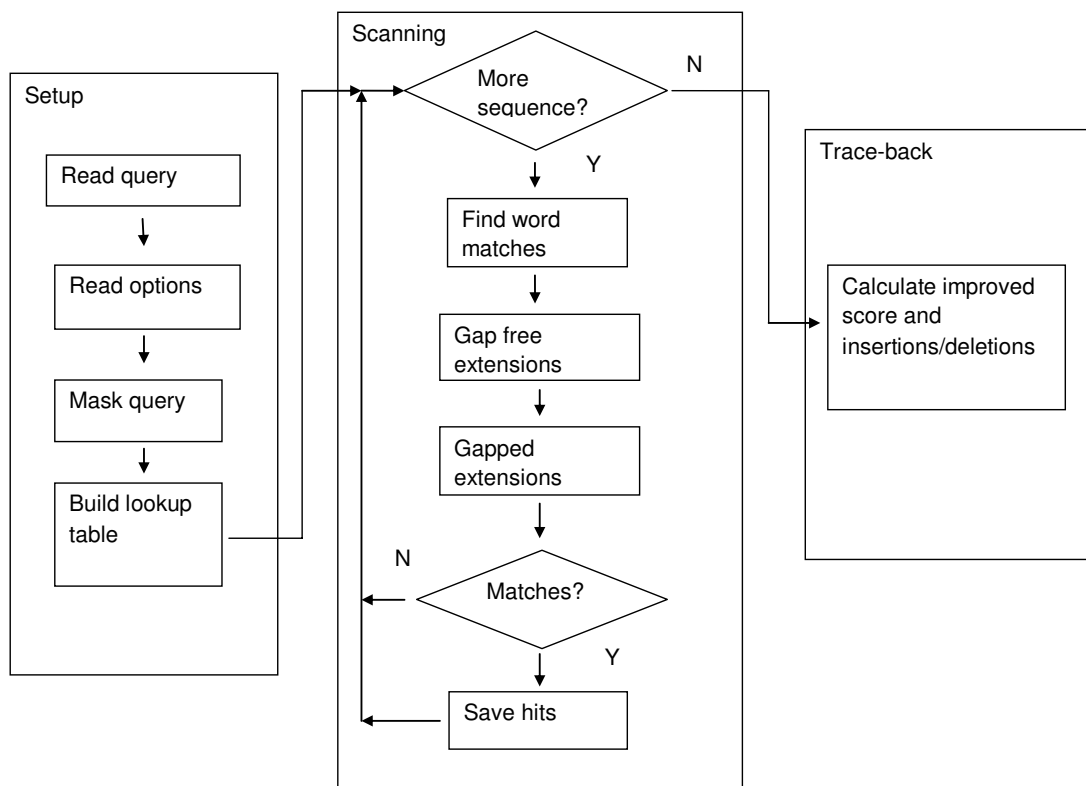 Setup
Read query
Read options
Mask query
Build lookup
table
Scanning
More
sequence?
N
Y
Find word
matches
Gap free
extensions
Gapped
extensions
N
Matches?
Y
Save hits
Trace-back
Calculate improved
score and
insertions/deletions